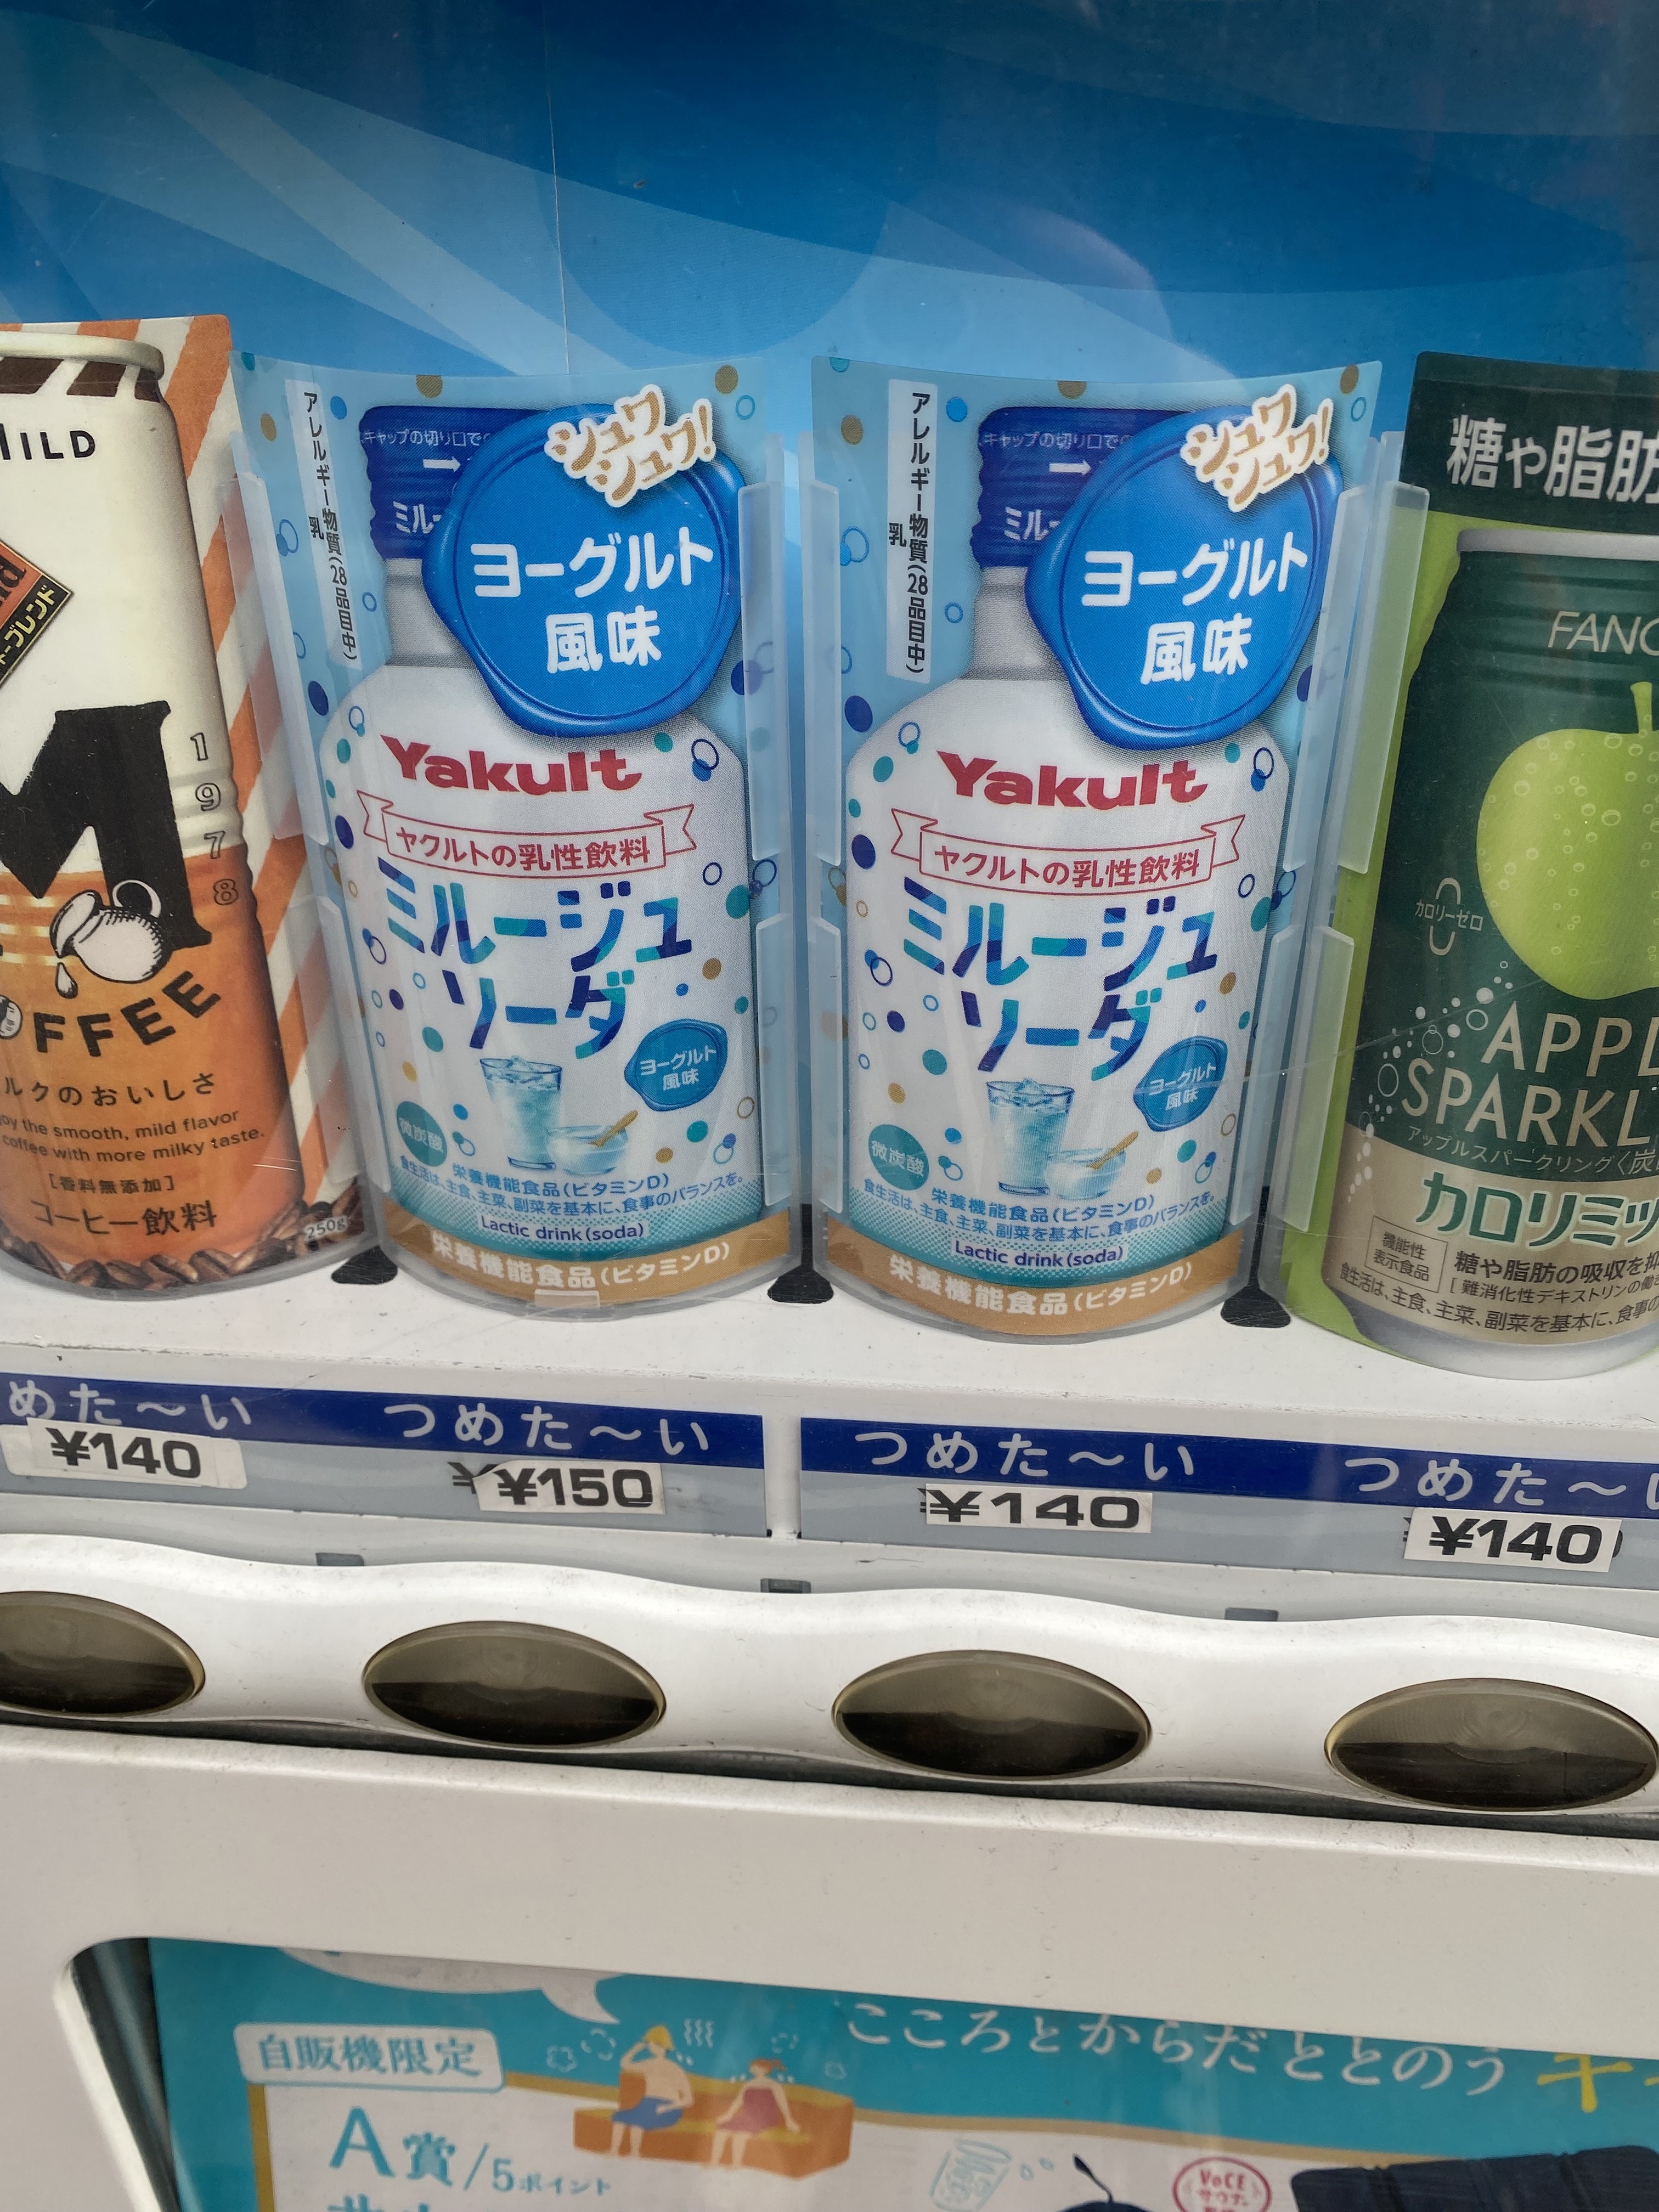 MILD
1978
OFFEE
ルクのおいしさ
oy the smooth, mild flavor
coffee with more milky taste.
[香料無添加]
コーヒー飲料
250g
アレルギー物質(28品目中)
乳
キャップの切り口で
→
ミル
シュワ
シュワ!
ヨーグルト
風味
Yakult
ヤクルトの乳性飲料
ミルージュ
ソーダ
ヨーグルト
風味
微炭酸
栄養機能食品(ビタミンD)
食生活は、主食、主菜、副菜を基本に、食事のバランスを。
Lactic drink(soda)
栄養機能食品(ビタミンD)
アレルギー物質(28品目中)
乳
キャップの切り口で
→
ミル
シュワ
シュワ!
ヨーグルト
風味
Yakult
ヤクルトの乳性飲料
ミルージュ
ソーダ
ヨーグルト
風味
微炭酸
栄養機能食品(ビタミンD)
食生活は、主食、主菜、副菜を基本に、食事のバランスを。
Lactic drink(soda)
栄養機能食品(ビタミンD)
糖や脂肪
FANC
カロリーゼロ
APPL
SPARKL
アップルスパークリング〈炭
カロリミッ
機能性
表示食品
糖や脂肪の吸収を抑
[難消化性デキストリンの働き
食生活は、主食、主菜、副菜を基本に、食事の
めた〜い
つめた〜い
つめた〜い
つめた〜い
¥140
¥150
¥140
¥140
自販機限定
こころとからだ ととのう
A賞/5ポイント
VoCE